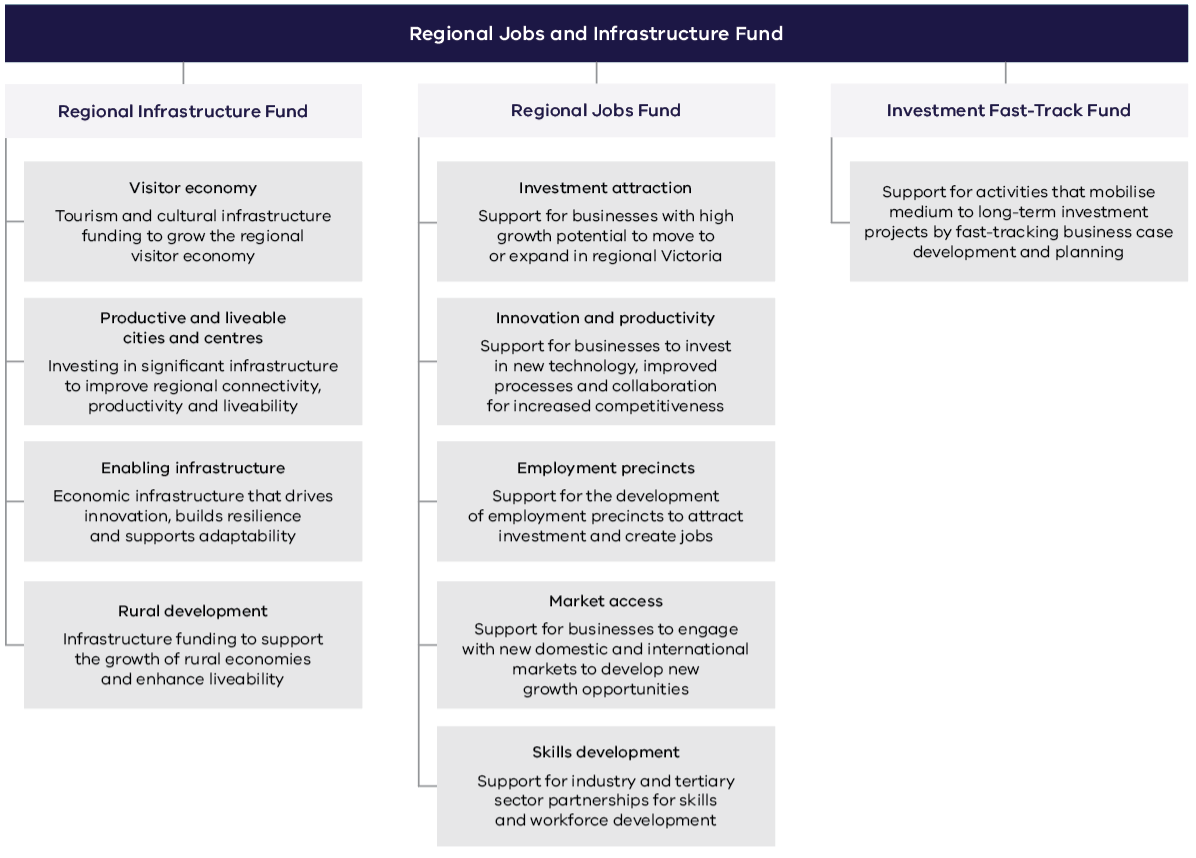 Regional Jobs and Infrastructure Fund
Regional Infrastructure Fund
Visitor economy
Tourism and cultural infrastructure
funding to grow the regional
visitor economy
Productive and liveable
cities and centres
Investing in significant infrastructure
to improve regional connectivity,
productivity and liveability
Enabling infrastructure
Economic infrastructure that drives
innovation, builds resilience
and supports adaptability
Rural development
Infrastructure funding to support
the growth of rural economies
and enhance liveability
Regional Jobs Fund
Investment attraction
Support for businesses with high
growth potential to move to
or expand in regional Victoria
Innovation and productivity
Support for businesses to invest
in new technology, improved
processes and collaboration
for increased competitiveness
Employment precincts
Support for the development
of employment precincts to attract
investment and create jobs
Market access
Support for businesses to engage
with new domestic and international
markets to develop new
growth opportunities
Skills development
Support for industry and tertiary
sector partnerships for skills
and workforce development
Investment Fast-Track Fund
Support for activities that mobilise
medium to long-term investment
projects by fast-tracking business case
development and planning